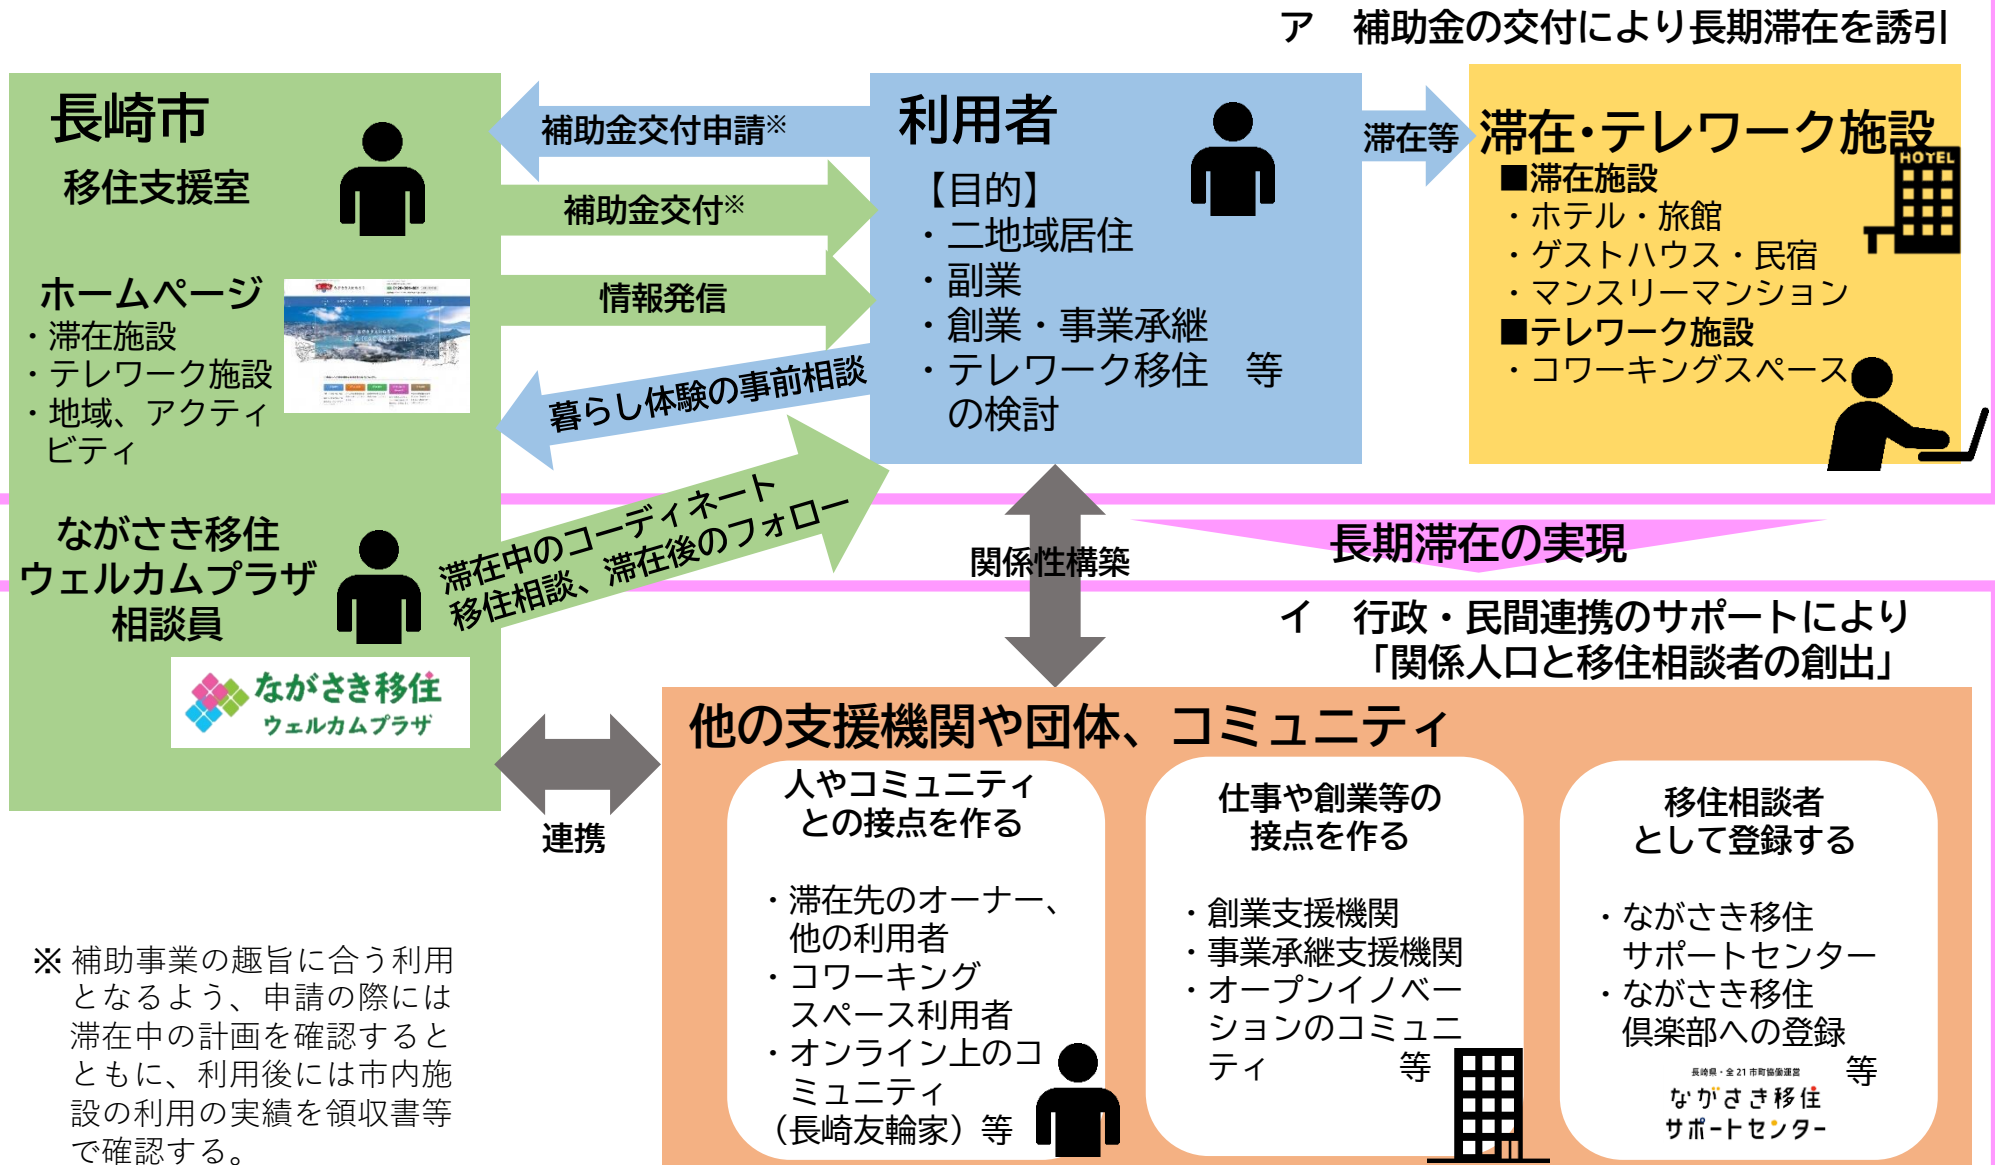 ア　補助金の交付により長期滞在を誘引
長崎市
移住支援室
ホームページ
・滞在施設
・テレワーク施設
・地域、アクティ
ビティ
ながさき移住
ウェルカムプラザ
相談員
ながさき移住
ウェルカムプラザ
補助金交付申請※
補助金交付※
情報発信
暮らし体験の事前相談
滞在中のコーディネート
移住相談、滞在後のフォロー
利用者
【目的】
・二地域居住
・副業
・創業・事業承継
・テレワーク移住　等
の検討
滞在等
滞在・テレワーク施設
HOTEL
■滞在施設
・ホテル・旅館
・ゲストハウス・民宿
・マンスリーマンション
■テレワーク施設
・コワーキングスペース
関係性構築
長期滞在の実現
イ　行政・民間連携のサポートにより
「関係人口と移住相談者の創出」
連携
他の支援機関や団体、コミュニティ
人やコミュニティ
との接点を作る
・滞在先のオーナー、
他の利用者
・コワーキング
スペース利用者
・オンライン上のコ
ミュニティ
（長崎友輪家）等
仕事や創業等の
接点を作る
・創業支援機関
・事業承継支援機関
・オープンイノベー
ションのコミュニ
ティ　　　　等
移住相談者
として登録する
・ながさき移住
サポートセンター
・ながさき移住
倶楽部への登録
等
長崎県・全21市町協働運営
ながさき移住
サポートセンター
※補助事業の趣旨に合う利用
となるよう、申請の際には
滞在中の計画を確認すると
ともに、利用後には市内施
設の利用の実績を領収書等
で確認する。